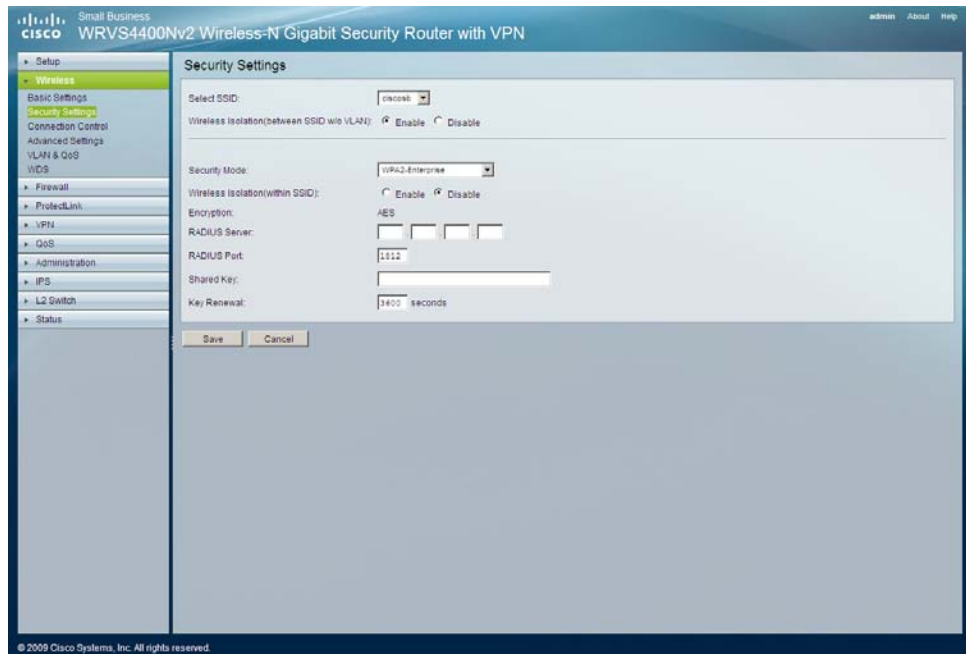 Small Business
cisco WRVS4400Nv2 Wireless-N Gigabit Security Router with VPN
admin About Help
Setup
Wireless
Basic Settings
Security Settings
Connection Control
Advanced Settings
VLAN & QoS
WDS
Firewall
ProtectLink
VPN
QoS
Administration
IPS
L2 Switch
Status
Security Settings
Select SSID: ciscosb
Wireless Isolation(between SSID w/o VLAN): Enable Disable
Security Mode: WPA2-Enterprise
Wireless Isolation(within SSID): Enable Disable
Encryption: AES
RADIUS Server: . . .
RADIUS Port: 1812
Shared Key:
Key Renewal: 3600 seconds
Save Cancel
© 2009 Cisco Systems, Inc. All rights reserved.